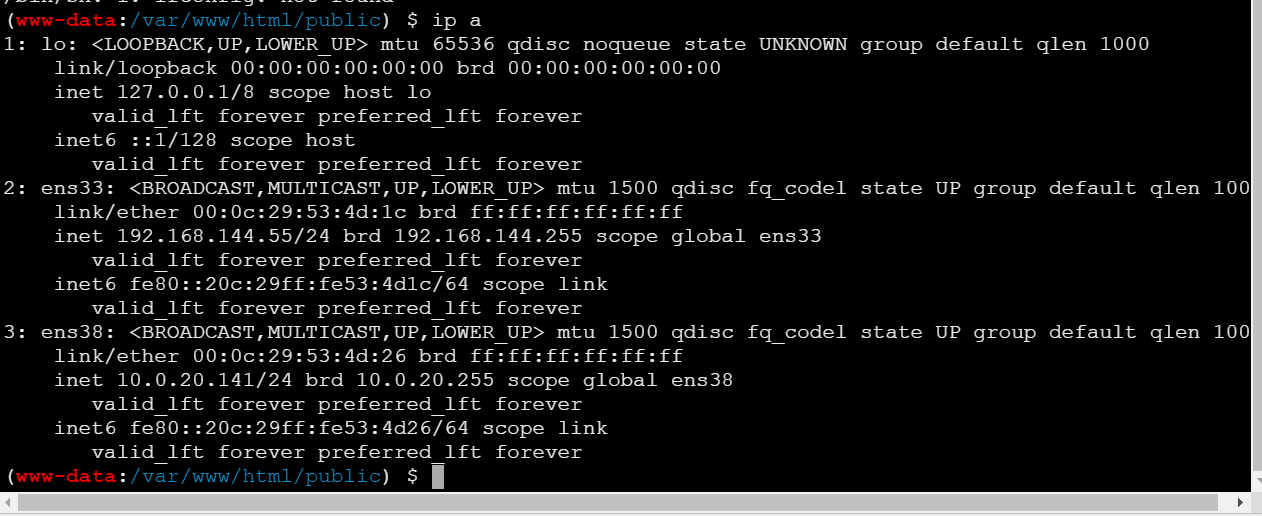 /bin/sh: 1: ifconfig: not found
(www-data:/var/www/html/public) $ ip a
1: lo: <LOOPBACK,UP,LOWER_UP> mtu 65536 qdisc noqueue state UNKNOWN group default qlen 1000
    link/loopback 00:00:00:00:00:00 brd 00:00:00:00:00:00
    inet 127.0.0.1/8 scope host lo
       valid_lft forever preferred_lft forever
    inet6 ::1/128 scope host
       valid_lft forever preferred_lft forever
2: ens33: <BROADCAST,MULTICAST,UP,LOWER_UP> mtu 1500 qdisc fq_codel state UP group default qlen 100
    link/ether 00:0c:29:53:4d:1c brd ff:ff:ff:ff:ff:ff
    inet 192.168.144.55/24 brd 192.168.144.255 scope global ens33
       valid_lft forever preferred_lft forever
    inet6 fe80::20c:29ff:fe53:4d1c/64 scope link
       valid_lft forever preferred_lft forever
3: ens38: <BROADCAST,MULTICAST,UP,LOWER_UP> mtu 1500 qdisc fq_codel state UP group default qlen 100
    link/ether 00:0c:29:53:4d:26 brd ff:ff:ff:ff:ff:ff
    inet 10.0.20.141/24 brd 10.0.20.255 scope global ens38
       valid_lft forever preferred_lft forever
    inet6 fe80::20c:29ff:fe53:4d26/64 scope link
       valid_lft forever preferred_lft forever
(www-data:/var/www/html/public) $